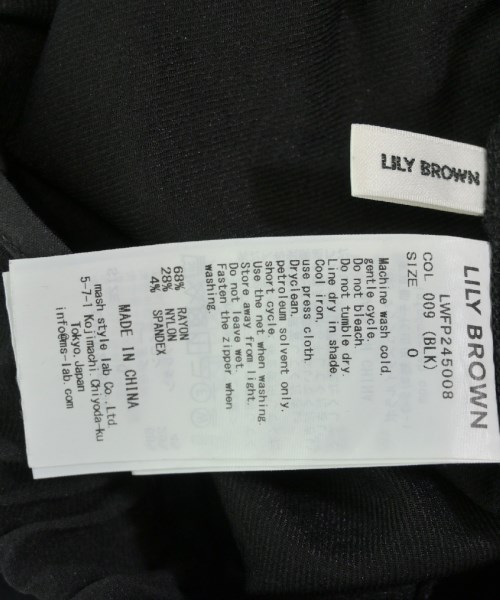 LILY BROWN
LILY BROWN
LWFP245008
COL 009 (BLK)
SIZE 0
Machine wash cold,
gentle cycle.
Do not bleach.
Do not tumble dry.
Line dry in shade.
Cool iron.
use press cloth.
Dryclean.
petroleum solvent only.
short cycle.
Use the net when washing.
Store away from light.
Do not leave wet.
Fasten the zipper when
washing.
68% RAYON
28% NYLON
4% SPANDEX
MADE IN CHINA
mash style lab Co.,Ltd.
5-7-1 Kojimachi Chiyoda-ku
Tokyo, Japan
info@ms-lab.com